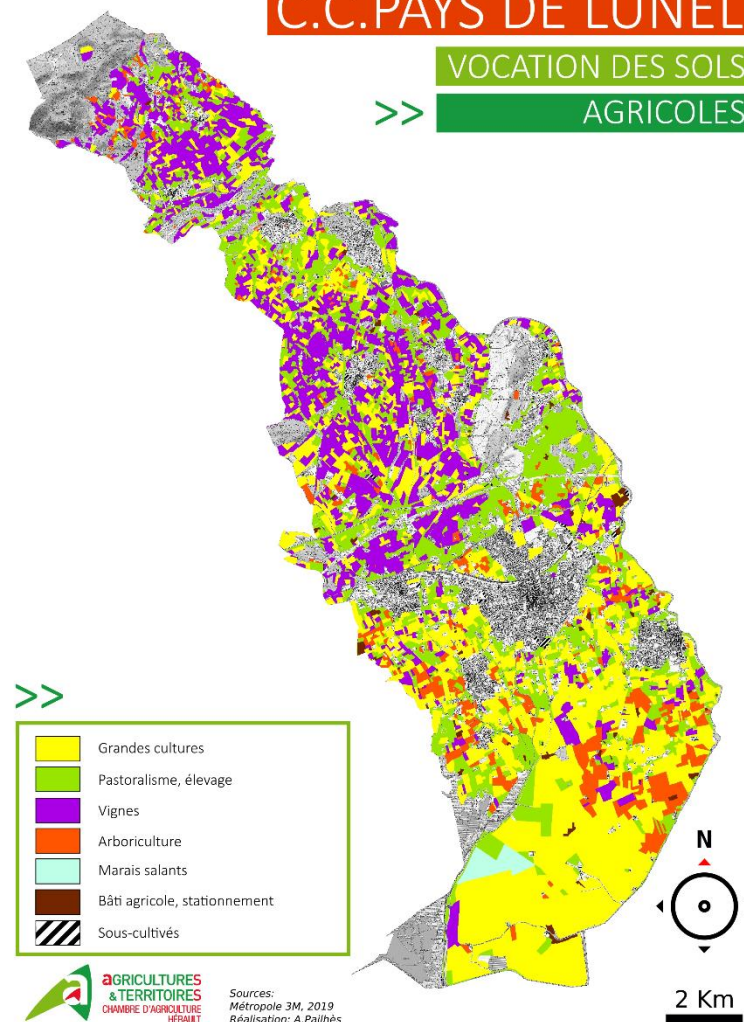 C.C.PAYS DE LUNEL
VOCATION DES SOLS
>> AGRICOLES
>>
Grandes cultures
Pastoralisme, élevage
Vignes
Arboriculture
Marais salants
Bâti agricole, stationnement
Sous-cultivés
N
2 Km
aGRICULTURES
& TERRITOIRES
CHAMBRE D'AGRICULTURE
HÉRAULT
Sources:
Métropole 3M, 2019
Réalisation: A.Pailhès